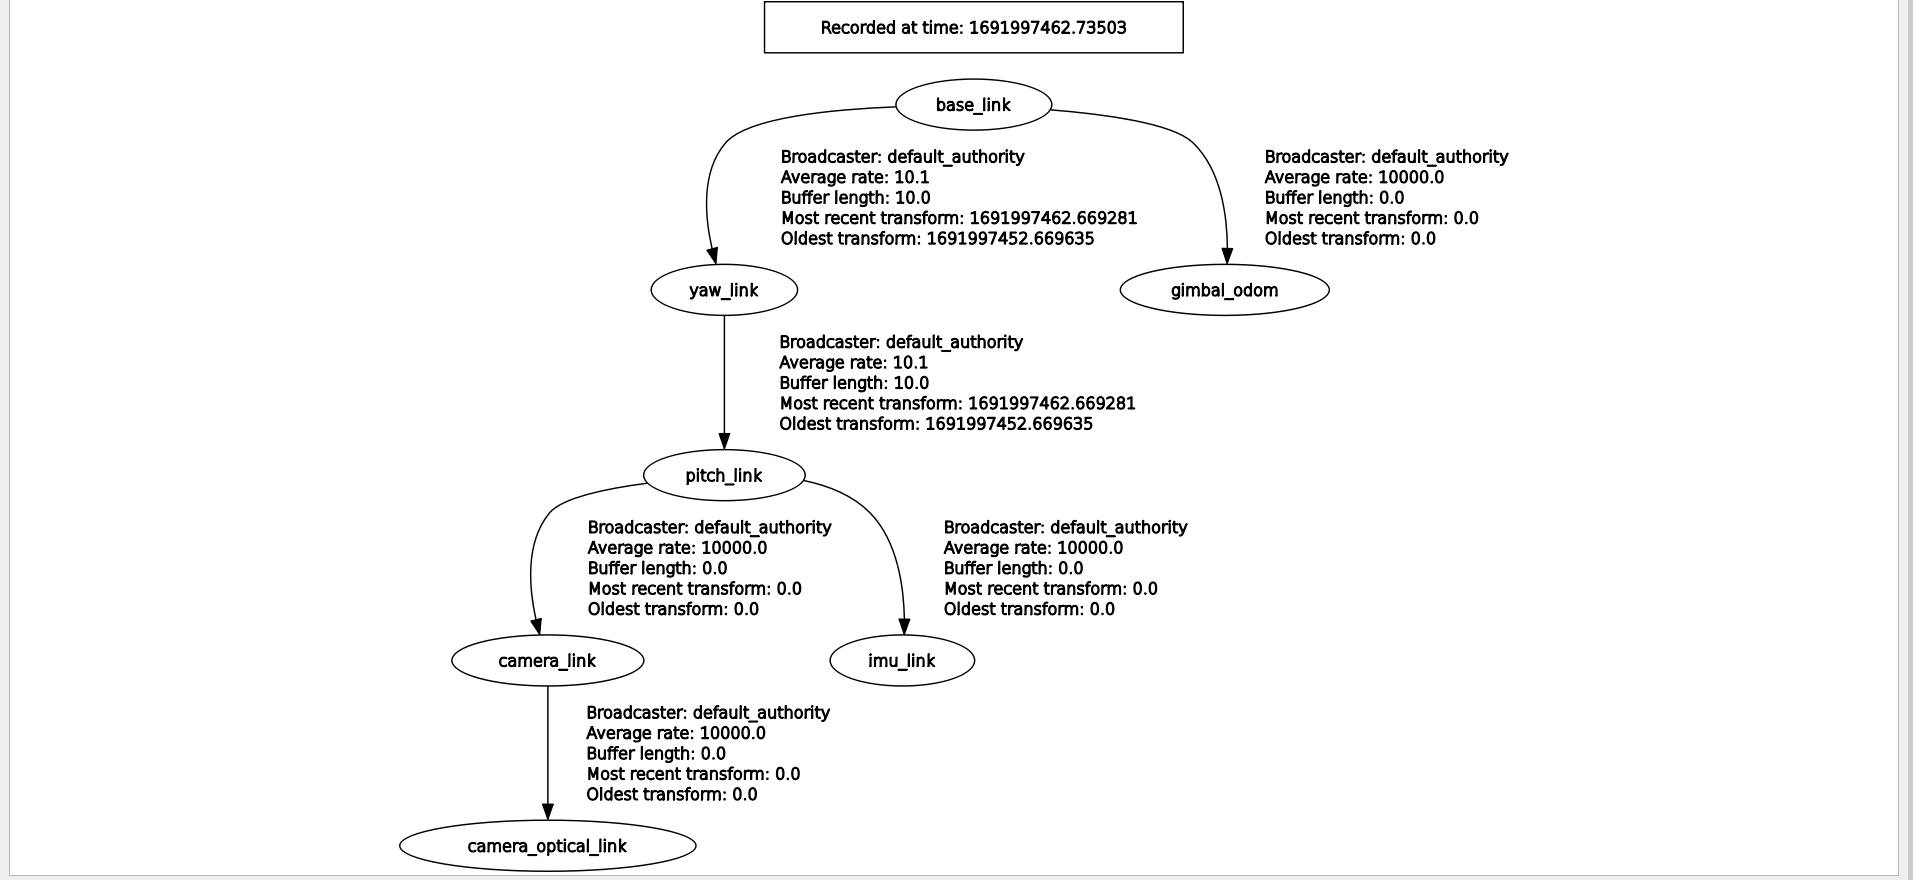 Recorded at time: 1691997462.73503
base_link
Broadcaster: default_authority
Average rate: 10.1
Buffer length: 10.0
Most recent transform: 1691997462.669281
Oldest transform: 1691997452.669635
Broadcaster: default_authority
Average rate: 10000.0
Buffer length: 0.0
Most recent transform: 0.0
Oldest transform: 0.0
yaw_link
gimbal_odom
Broadcaster: default_authority
Average rate: 10.1
Buffer length: 10.0
Most recent transform: 1691997462.669281
Oldest transform: 1691997452.669635
pitch_link
Broadcaster: default_authority
Average rate: 10000.0
Buffer length: 0.0
Most recent transform: 0.0
Oldest transform: 0.0
Broadcaster: default_authority
Average rate: 10000.0
Buffer length: 0.0
Most recent transform: 0.0
Oldest transform: 0.0
camera_link
imu_link
Broadcaster: default_authority
Average rate: 10000.0
Buffer length: 0.0
Most recent transform: 0.0
Oldest transform: 0.0
camera_optical_link